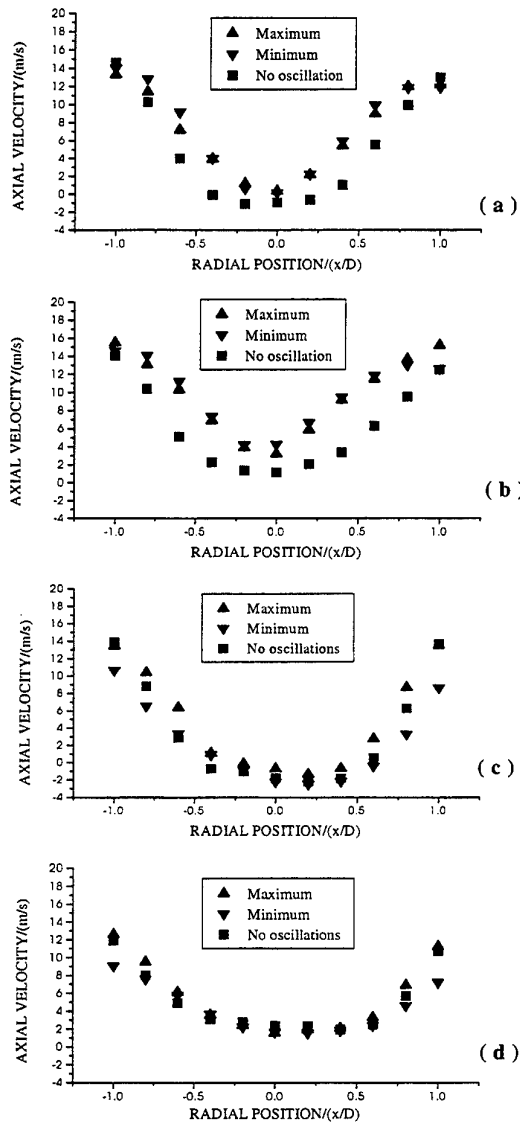 20
18
16
14
12
10
8
6
4
2
0
-2
-4
AXIAL VELOCITY/(m/s)
Maximum
Minimum
No oscillation
-1.0 -0.5 0.0 0.5 1.0
RADIAL POSITION/(x/D)
( a )
20
18
16
14
12
10
8
6
4
2
0
-2
-4
AXIAL VELOCITY/(m/s)
Maximum
Minimum
No oscillation
-1.0 -0.5 0.0 0.5 1.0
RADIAL POSITION/(x/D)
( b )
20
18
16
14
12
10
8
6
4
2
0
-2
-4
AXIAL VELOCITY/(m/s)
Maximum
Minimum
No oscillations
-1.0 -0.5 0.0 0.5 1.0
RADIAL POSITION/(x/D)
( c )
20
18
16
14
12
10
8
6
4
2
0
-2
-4
AXIAL VELOCITY/(m/s)
Maximum
Minimum
No oscillations
-1.0 -0.5 0.0 0.5 1.0
RADIAL POSITION/(x/D)
( d )